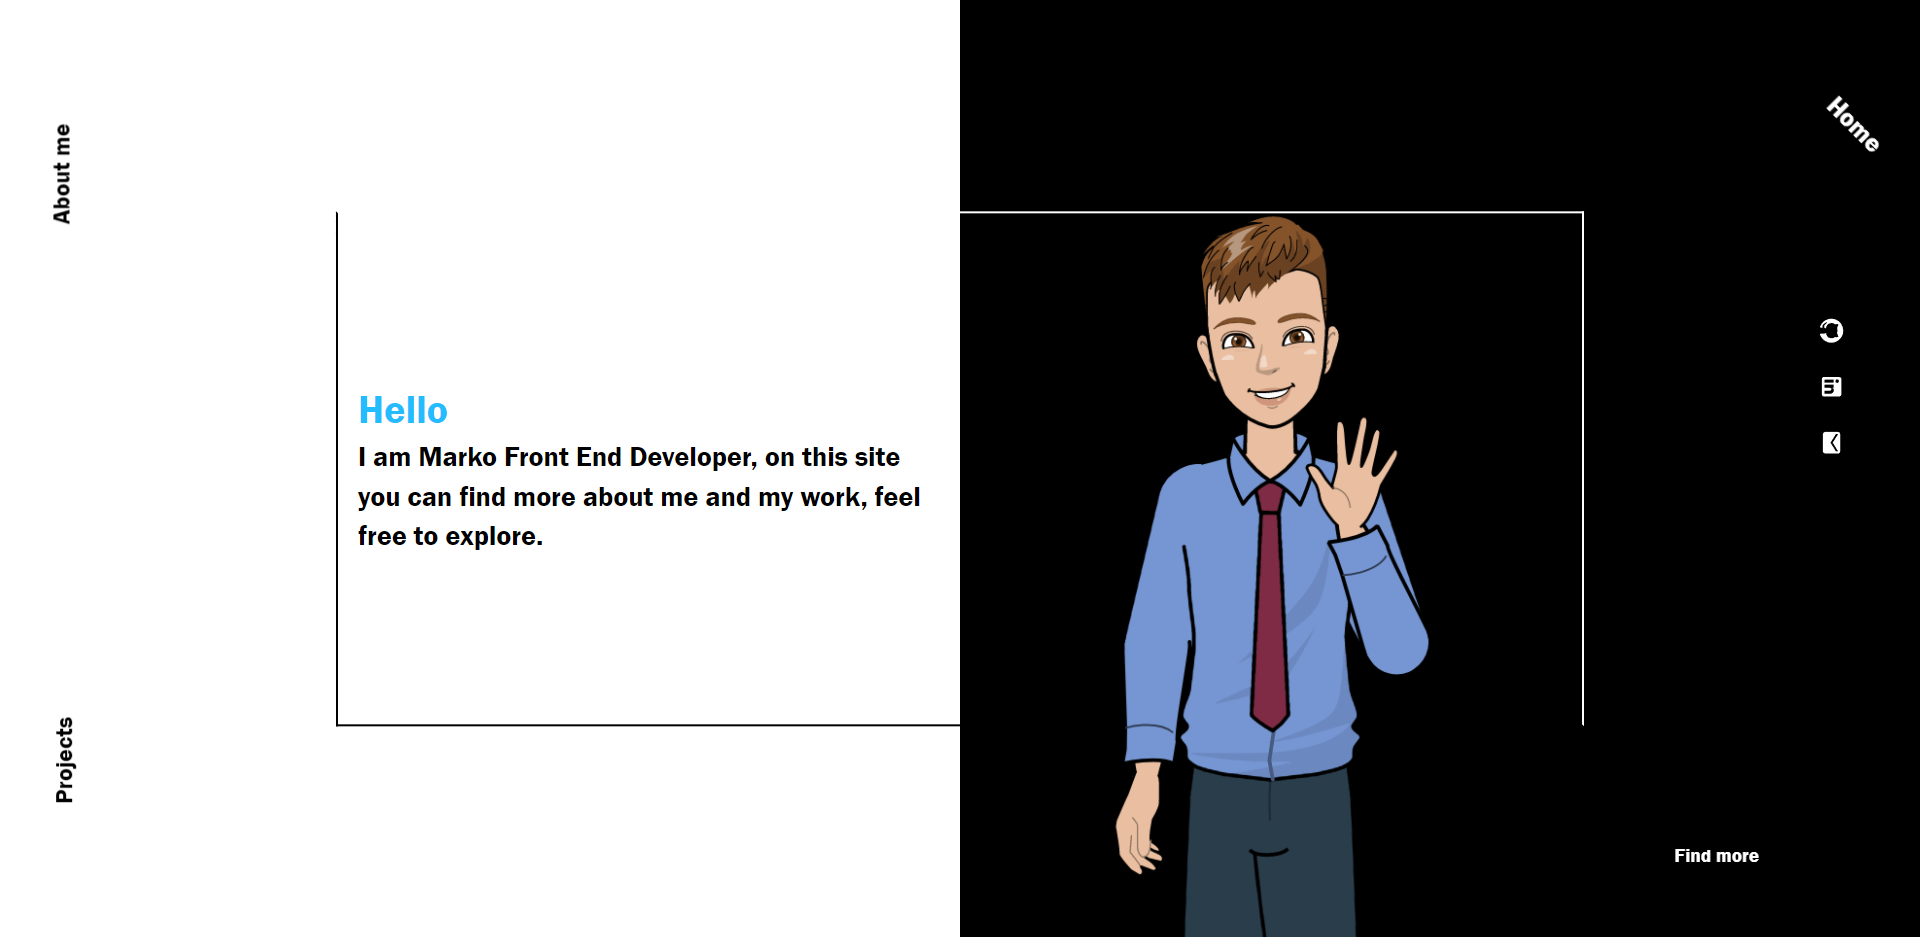 About me
Home
Hello
I am Marko Front End Developer, on this site
you can find more about me and my work, feel
free to explore.
Projects
Find more